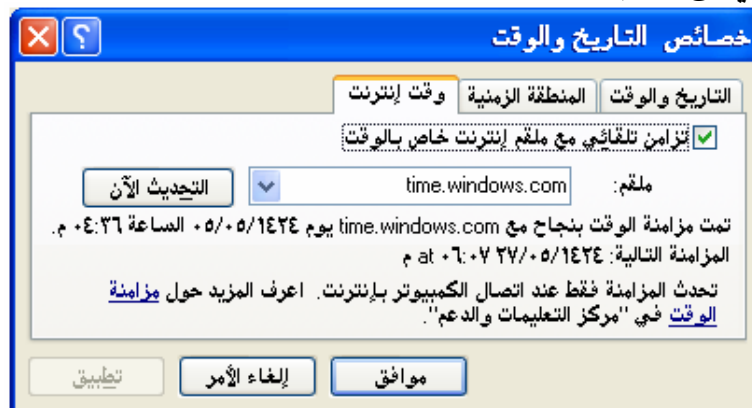 خصائص التاريخ والوقت
التاريخ والوقت المنطقة الزمنية وقت إنترنت
تزامن تلقائي مع ملقم إنترنت خاص بالوقت
ملقم: time.windows.com التحديث الآن
تمت مزامنة الوقت بنجاح مع time.windows.com يوم ٠٥/٠٥/١٤٢٤ الساعة ٠٤:٣٦ م.
المزامنة التالية: ٢٧/٠٥/١٤٢٤ at ٠٦:٠٧ م
تحدث المزامنة فقط عند اتصال الكمبيوتر بإنترنت. اعرف المزيد حول مزامنة
الوقت في "مركز التعليمات والدعم".
موافق إلغاء الأمر تطبيق